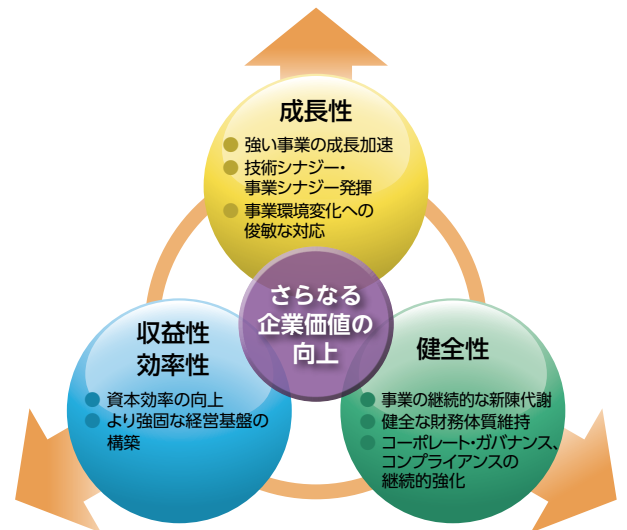 成長性
● 強い事業の成長加速
● 技術シナジー・
事業シナジー発揮
● 事業環境変化への
俊敏な対応
さらなる
企業価値の
向上
収益性
効率性
● 資本効率の向上
● より強固な経営基盤の
構築
健全性
● 事業の継続的な新陳代謝
● 健全な財務体質維持
● コーポレート・ガバナンス、
コンプライアンスの
継続的強化